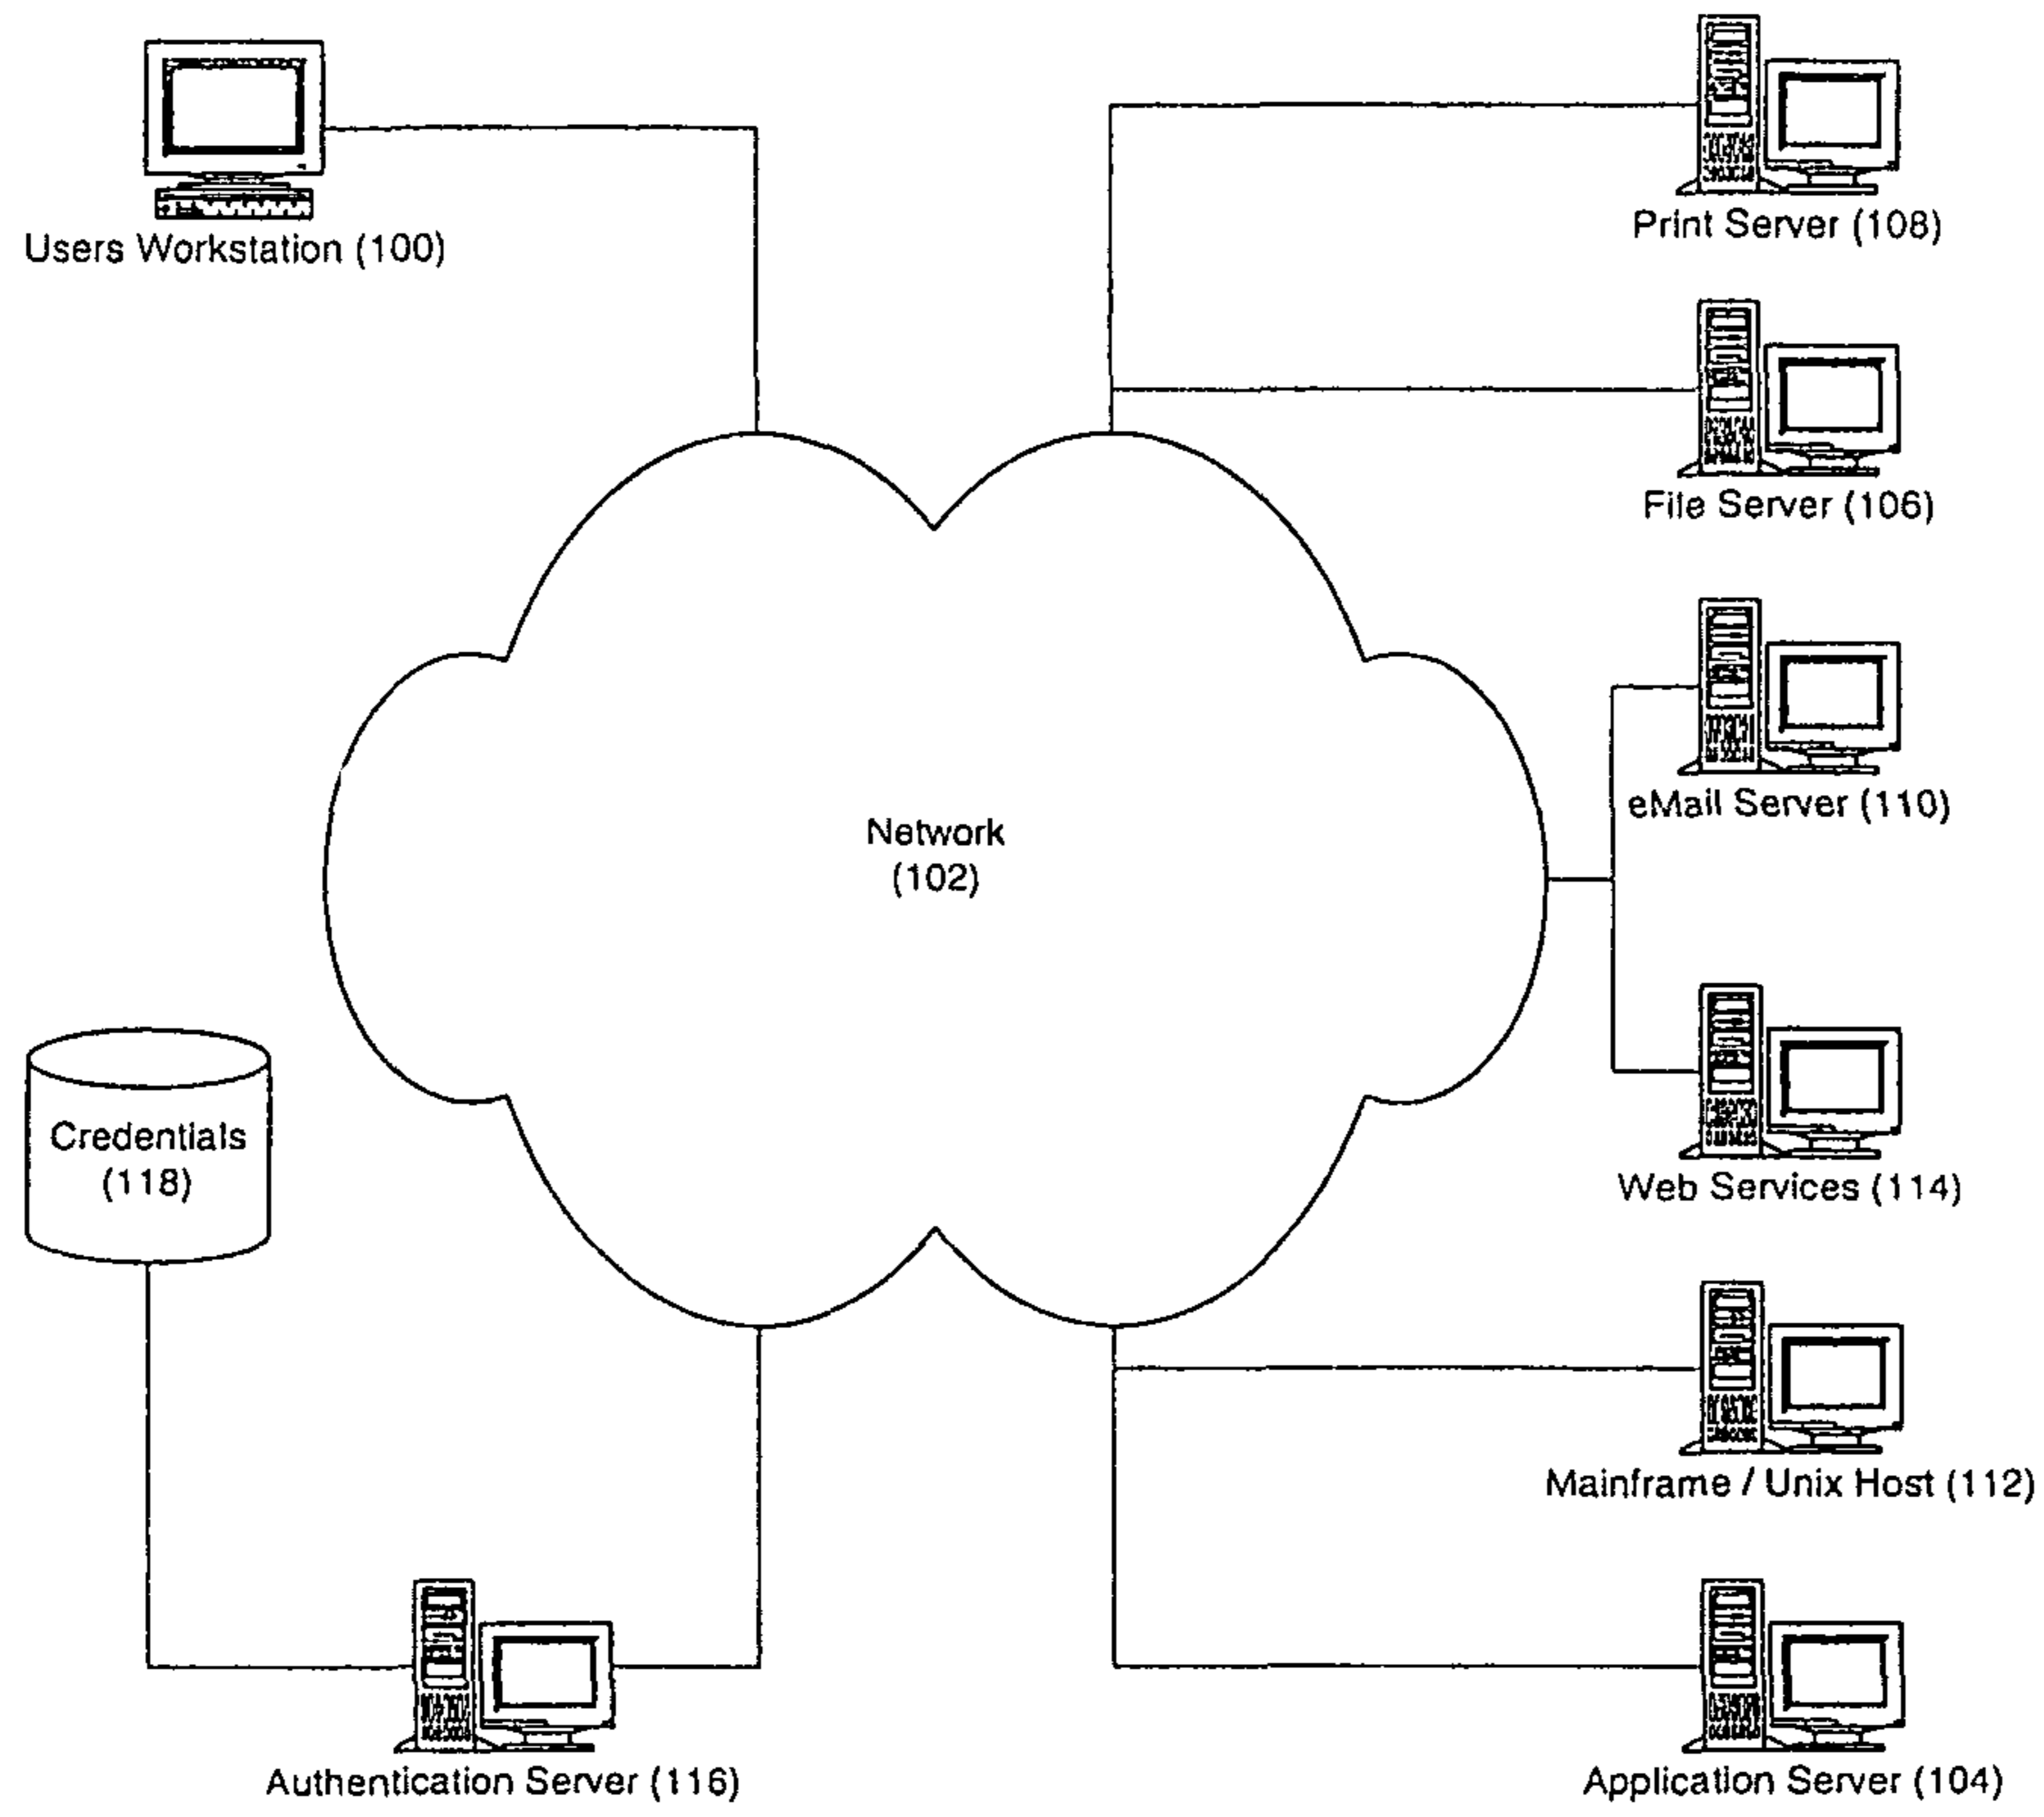 Users Workstation (100)
Print Server (108)
File Server (106)
eMail Server (110)
Network
(102)
Credentials
(118)
Web Services (114)
Mainframe / Unix Host (112)
Authentication Server (116)
Application Server (104)